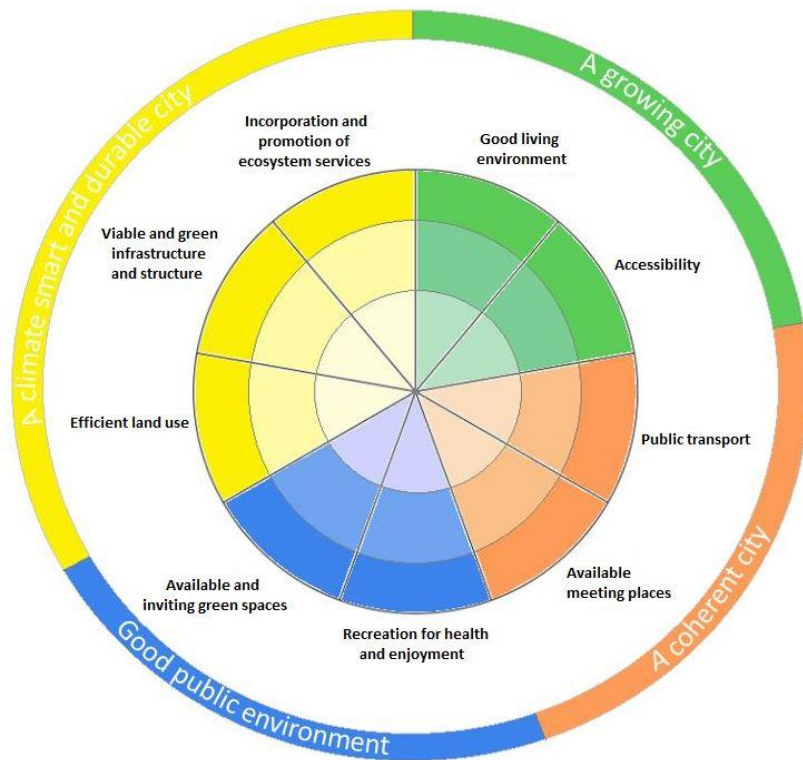 A climate smart and durable city
A growing city
A coherent city
Good public environment
Incorporation and
promotion of
ecosystem services
Good living
environment
Viable and green
infrastructure
and structure
Accessibility
Efficient land use
Public transport
Available and
inviting green spaces
Recreation for health
and enjoyment
Available
meeting places